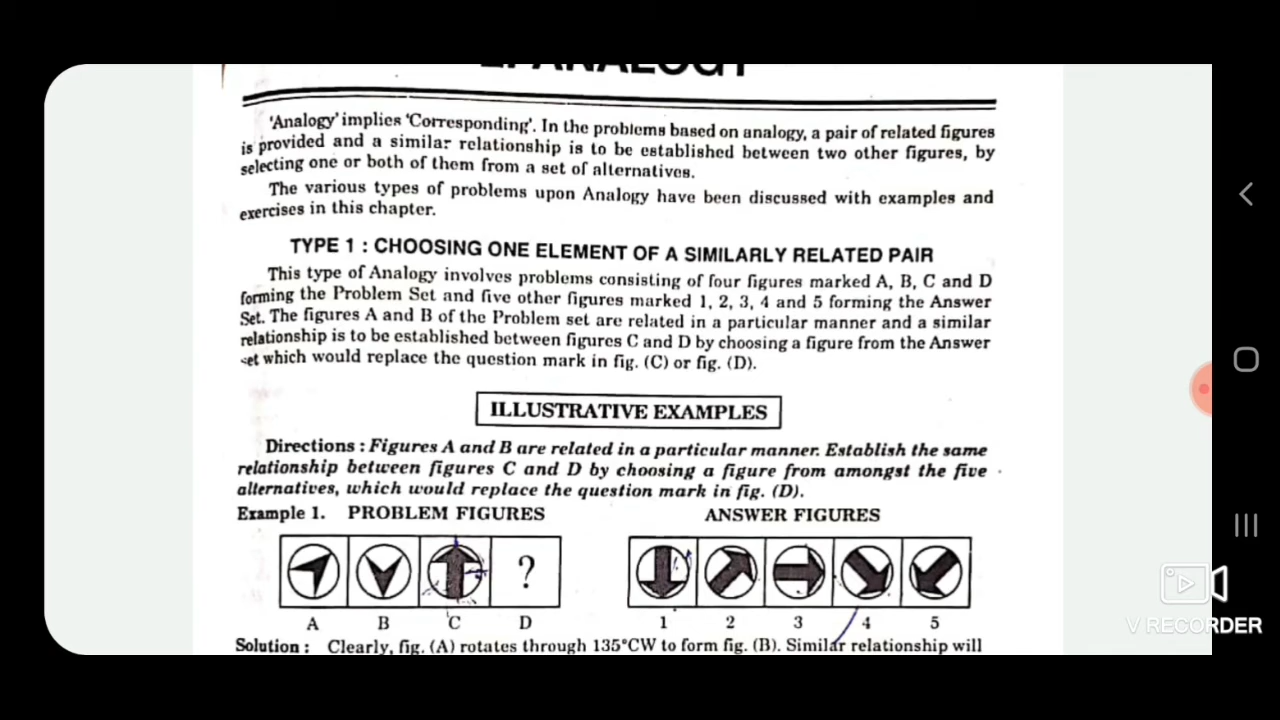 2. ANALOGY
'Analogy' implies 'Corresponding'. In the problems based on analogy, a pair of related figures
is provided and a similar relationship is to be established between two other figures, by
selecting one or both of them from a set of alternatives.
The various types of problems upon Analogy have been discussed with examples and
exercises in this chapter.
TYPE 1 : CHOOSING ONE ELEMENT OF A SIMILARLY RELATED PAIR
This type of Analogy involves problems consisting of four figures marked A, B, C and D
forming the Problem Set and five other figures marked 1, 2, 3, 4 and 5 forming the Answer
Set. The figures A and B of the Problem set are related in a particular manner and a similar
relationship is to be established between figures C and D by choosing a figure from the Answer
set which would replace the question mark in fig. (C) or fig. (D).
ILLUSTRATIVE EXAMPLES
Directions : Figures A and B are related in a particular manner. Establish the same
relationship between figures C and D by choosing a figure from amongst the five
alternatives, which would replace the question mark in fig. (D).
Example 1. PROBLEM FIGURES ANSWER FIGURES
?
A B C D 1 2 3 4 5
Solution : Clearly, fig. (A) rotates through 135°CW to form fig. (B). Similar relationship will
V RECORDER